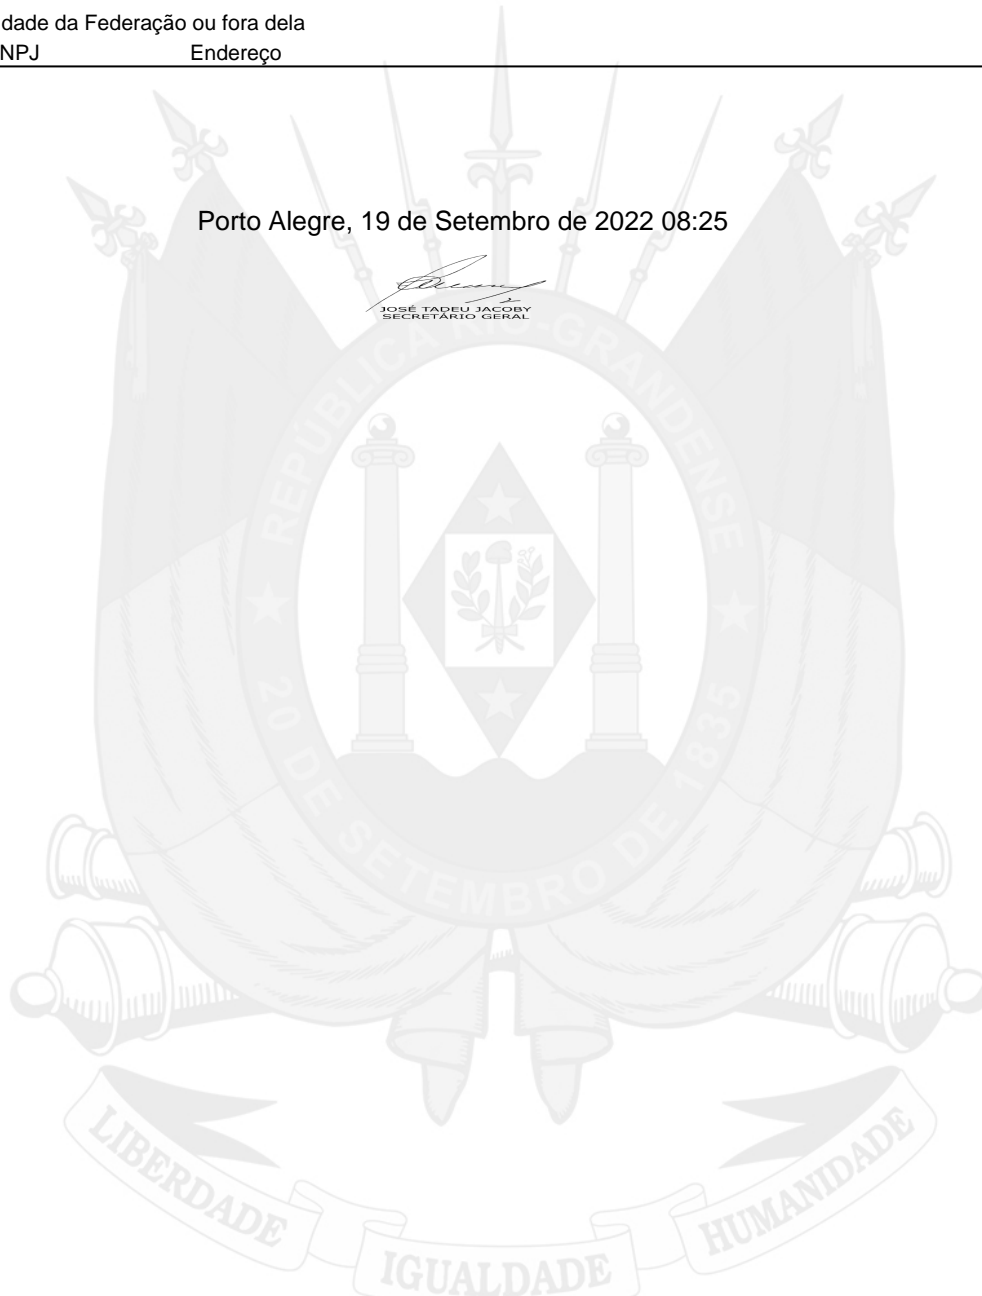 dade da Federação ou fora dela
NPJ Endereço
Porto Alegre, 19 de Setembro de 2022 08:25
JOSÉ TADEU JACOBY
SECRETÁRIO GERAL
REPÚBLICA RIO-GRANDENSE
20 DE SETEMBRO DE 1835
LIBERDADE
IGUALDADE
HUMANIDADE